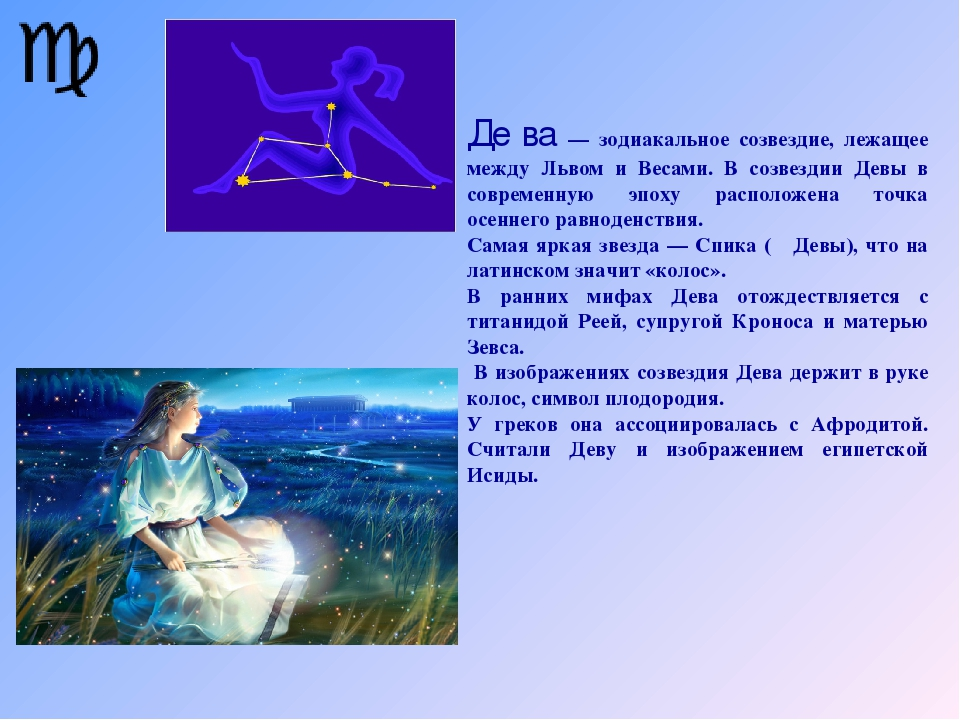 Де ва — зодиакальное созвездие, лежащее
между Львом и Весами. В созвездии Девы в
современную эпоху расположена точка
осеннего равноденствия.
Самая яркая звезда — Спика ( Девы), что на
латинском значит «колос».
В ранних мифах Дева отождествляется с
титанидой Реей, супругой Кроноса и матерью
Зевса.
В изображениях созвездия Дева держит в руке
колос, символ плодородия.
У греков она ассоциировалась с Афродитой.
Считали Деву и изображением египетской
Исиды.